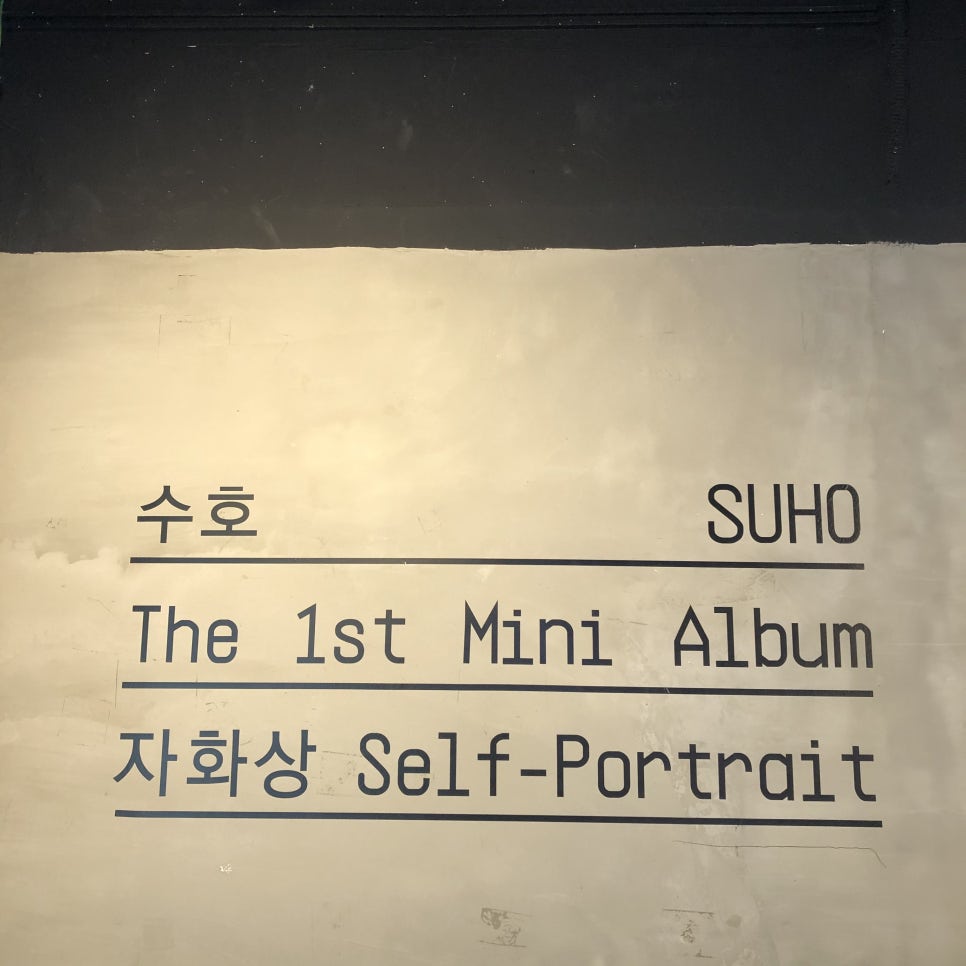 수호 SUHO
The 1st Mini Album
자화상 Self-Portrait